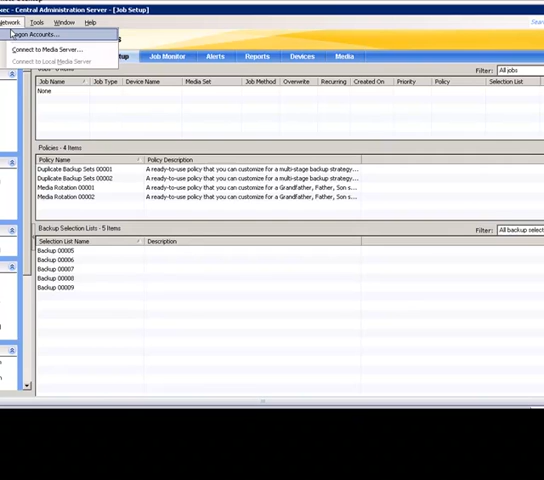 xec - Central Administration Server - [Job Setup]
Network Tools Window Help Sear
Logon Accounts...
Connect to Media Server...
Connect to Local Media Server
tup Job Monitor Alerts Reports Devices Media
Filter: All jobs
Job Name Job Type Device Name Media Set Job Method Overwrite Recurring Created On Priority Policy Selection List
None
Policies - 4 Items
Policy Name Policy Description
Duplicate Backup Sets 00001 A ready-to-use policy that you can customize for a multi-stage backup strategy...
Duplicate Backup Sets 00002 A ready-to-use policy that you can customize for a multi-stage backup strategy...
Media Rotation 00001 A ready-to-use policy that you can customize for a Grandfather, Father, Son s...
Media Rotation 00002 A ready-to-use policy that you can customize for a Grandfather, Father, Son s...
Backup Selection Lists - 5 Items Filter: All backup select
Selection List Name Description
Backup 00005
Backup 00006
Backup 00007
Backup 00008
Backup 00009